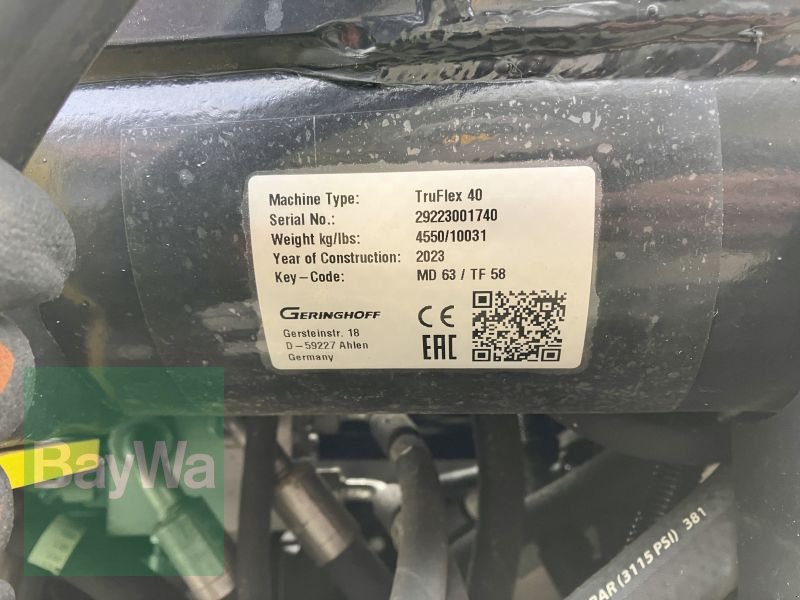 Machine Type: TruFlex 40
Serial No.: 29223001740
Weight kg/lbs: 4550/10031
Year of Construction: 2023
Key-Code: MD 63 / TF 58
GERINGHOFF
Gersteinstr. 18
D-59227 Ahlen
Germany
CE
EAC
BayWa
BAR (3115 PSI) 381